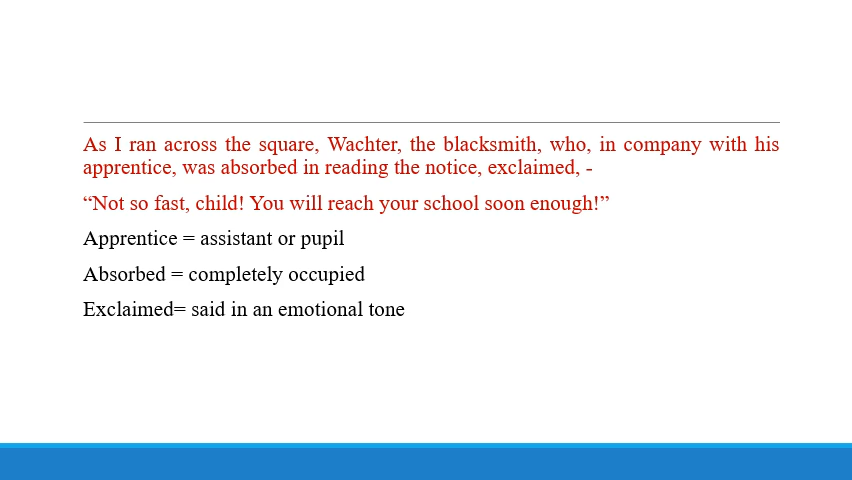 As I ran across the square, Wachter, the blacksmith, who, in company with his
apprentice, was absorbed in reading the notice, exclaimed, -
“Not so fast, child! You will reach your school soon enough!”
Apprentice = assistant or pupil
Absorbed = completely occupied
Exclaimed= said in an emotional tone